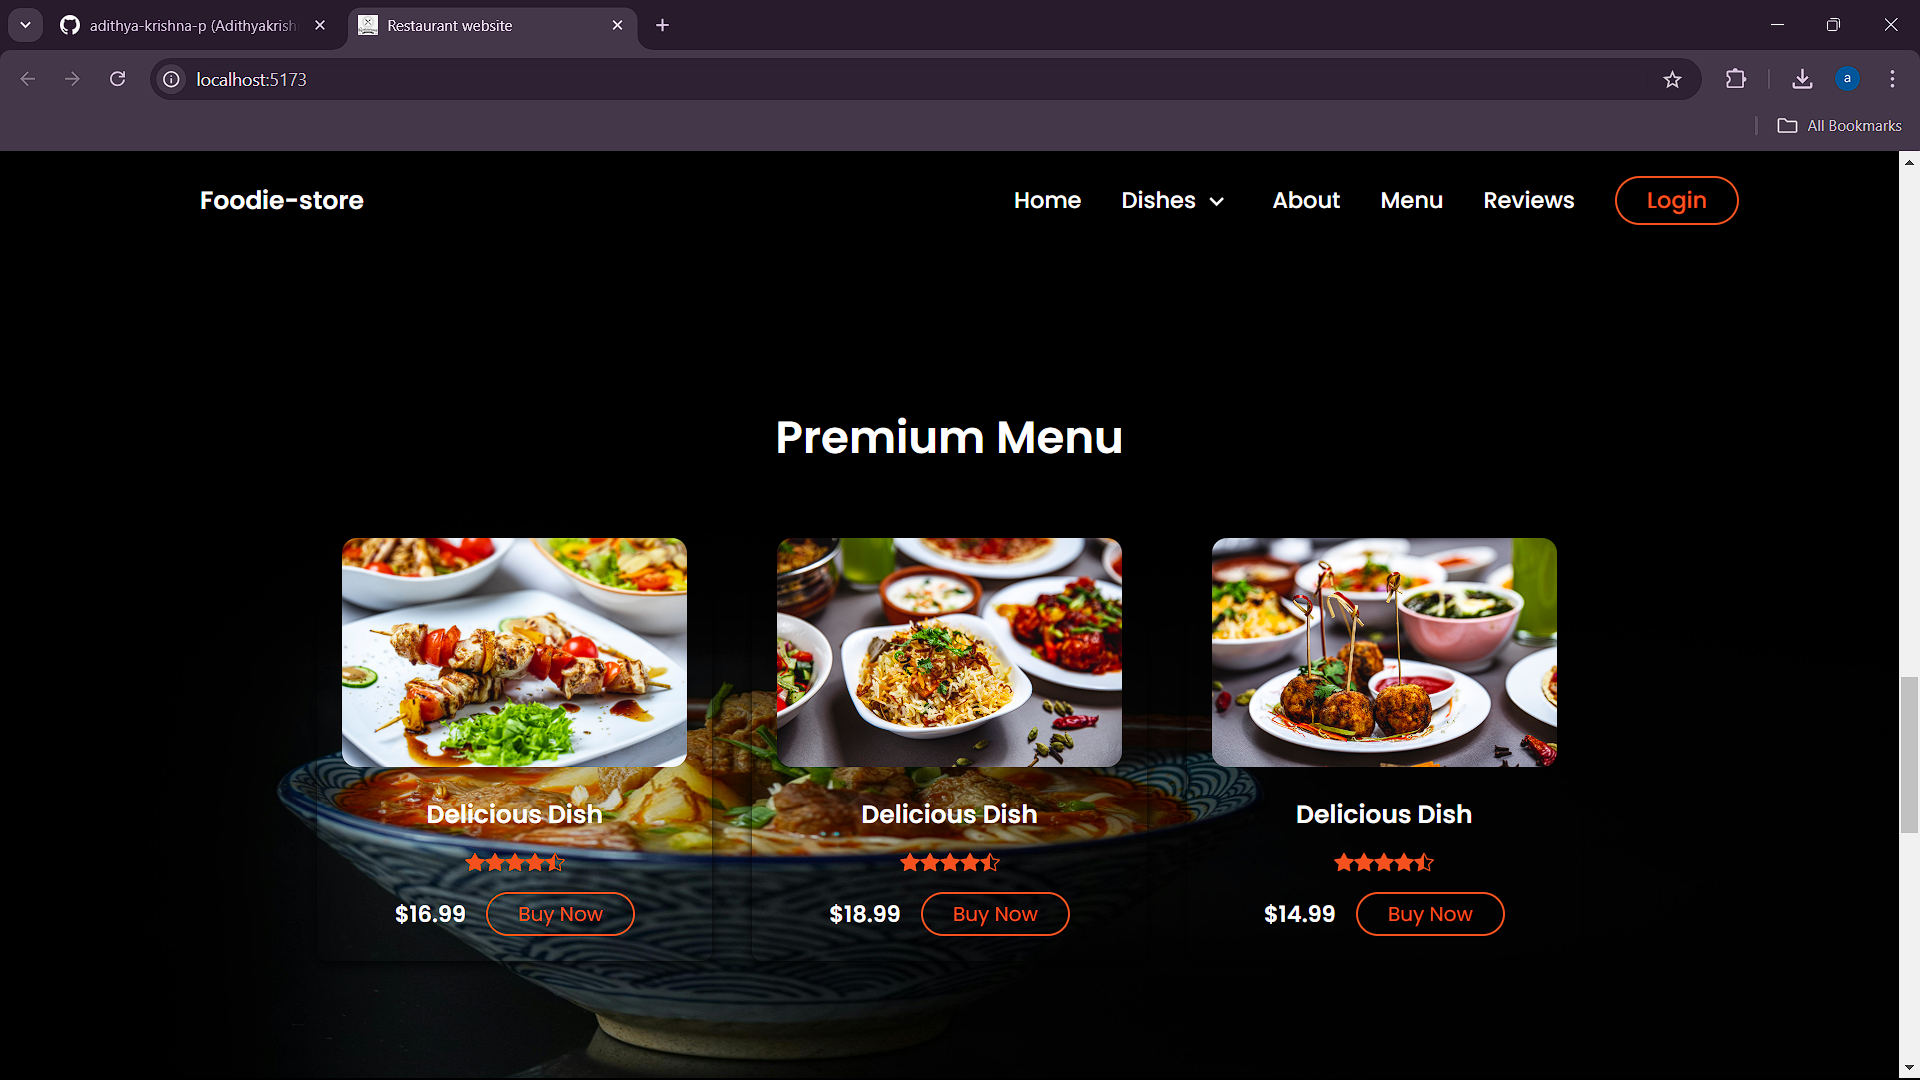 adithya-krishna-p (Adithyakrish
Restaurant website
localhost:5173
a
All Bookmarks
Foodie-store
Home
Dishes
About
Menu
Reviews
Login
Premium Menu
Delicious Dish
Delicious Dish
Delicious Dish
$16.99
Buy Now
$18.99
Buy Now
$14.99
Buy Now